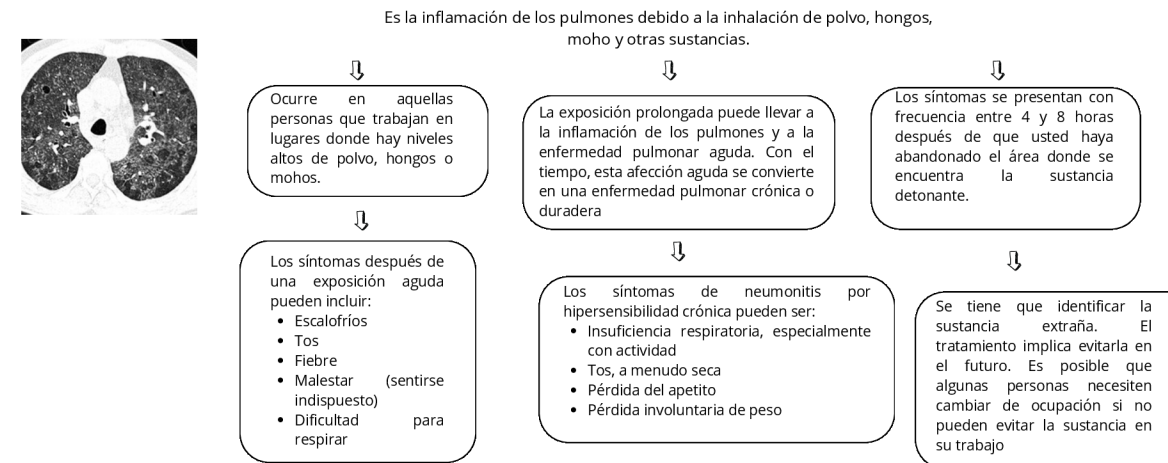 Es la inflamación de los pulmones debido a la inhalación de polvo, hongos,
moho y otras sustancias.
Ocurre en aquellas
personas que trabajan en
lugares donde hay niveles
altos de polvo, hongos o
mohos.
Los síntomas después de
una exposición aguda
pueden incluir:
• Escalofríos
• Tos
• Fiebre
• Malestar (sentirse
indispuesto)
• Dificultad para
respirar
La exposición prolongada puede llevar a
la inflamación de los pulmones y a la
enfermedad pulmonar aguda. Con el
tiempo, esta afección aguda se convierte
en una enfermedad pulmonar crónica o
duradera
Los síntomas de neumonitis por
hipersensibilidad crónica pueden ser:
• Insuficiencia respiratoria, especialmente
con actividad
• Tos, a menudo seca
• Pérdida del apetito
• Pérdida involuntaria de peso
Los síntomas se presentan con
frecuencia entre 4 y 8 horas
después de que usted haya
abandonado el área donde se
encuentra la sustancia
detonante.
Se tiene que identificar la
sustancia extraña. El
tratamiento implica evitarla en
el futuro. Es posible que
algunas personas necesiten
cambiar de ocupación si no
pueden evitar la sustancia en
su trabajo